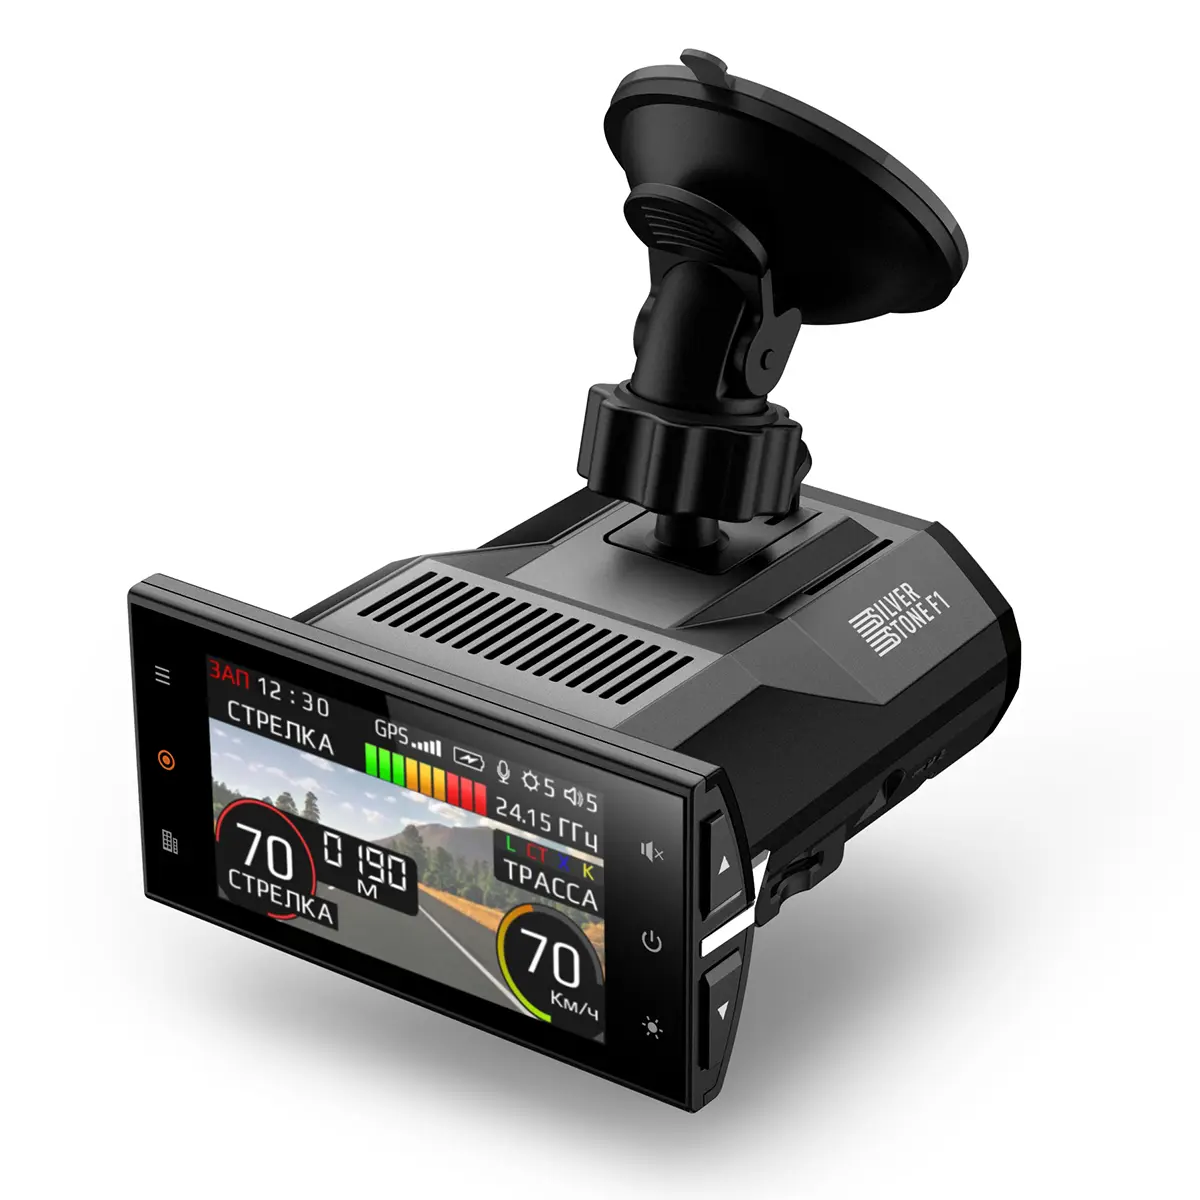 SILVER
STONE F1
ЗАП 12:30
СТРЕЛКА
GPS
5
5
24.15 ГГц
L СТ X K
ТРАССА
70
СТРЕЛКА
0190
М
70
Км/ч